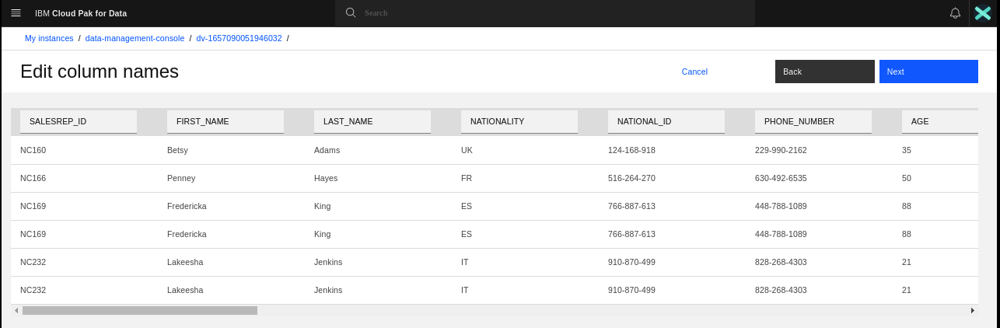 IBM Cloud Pak for Data Search
My instances / data-management-console / dv-1657090051946032 /
Edit column names Cancel Back Next
SALESREP_ID FIRST_NAME LAST_NAME NATIONALITY NATIONAL_ID PHONE_NUMBER AGE
NC160 Betsy Adams UK 124-168-918 229-990-2162 35
NC166 Penney Hayes FR 516-264-270 630-492-6535 50
NC169 Fredericka King ES 766-887-613 448-788-1089 88
NC169 Fredericka King ES 766-887-613 448-788-1089 88
NC232 Lakeesha Jenkins IT 910-870-499 828-268-4303 21
NC232 Lakeesha Jenkins IT 910-870-499 828-268-4303 21